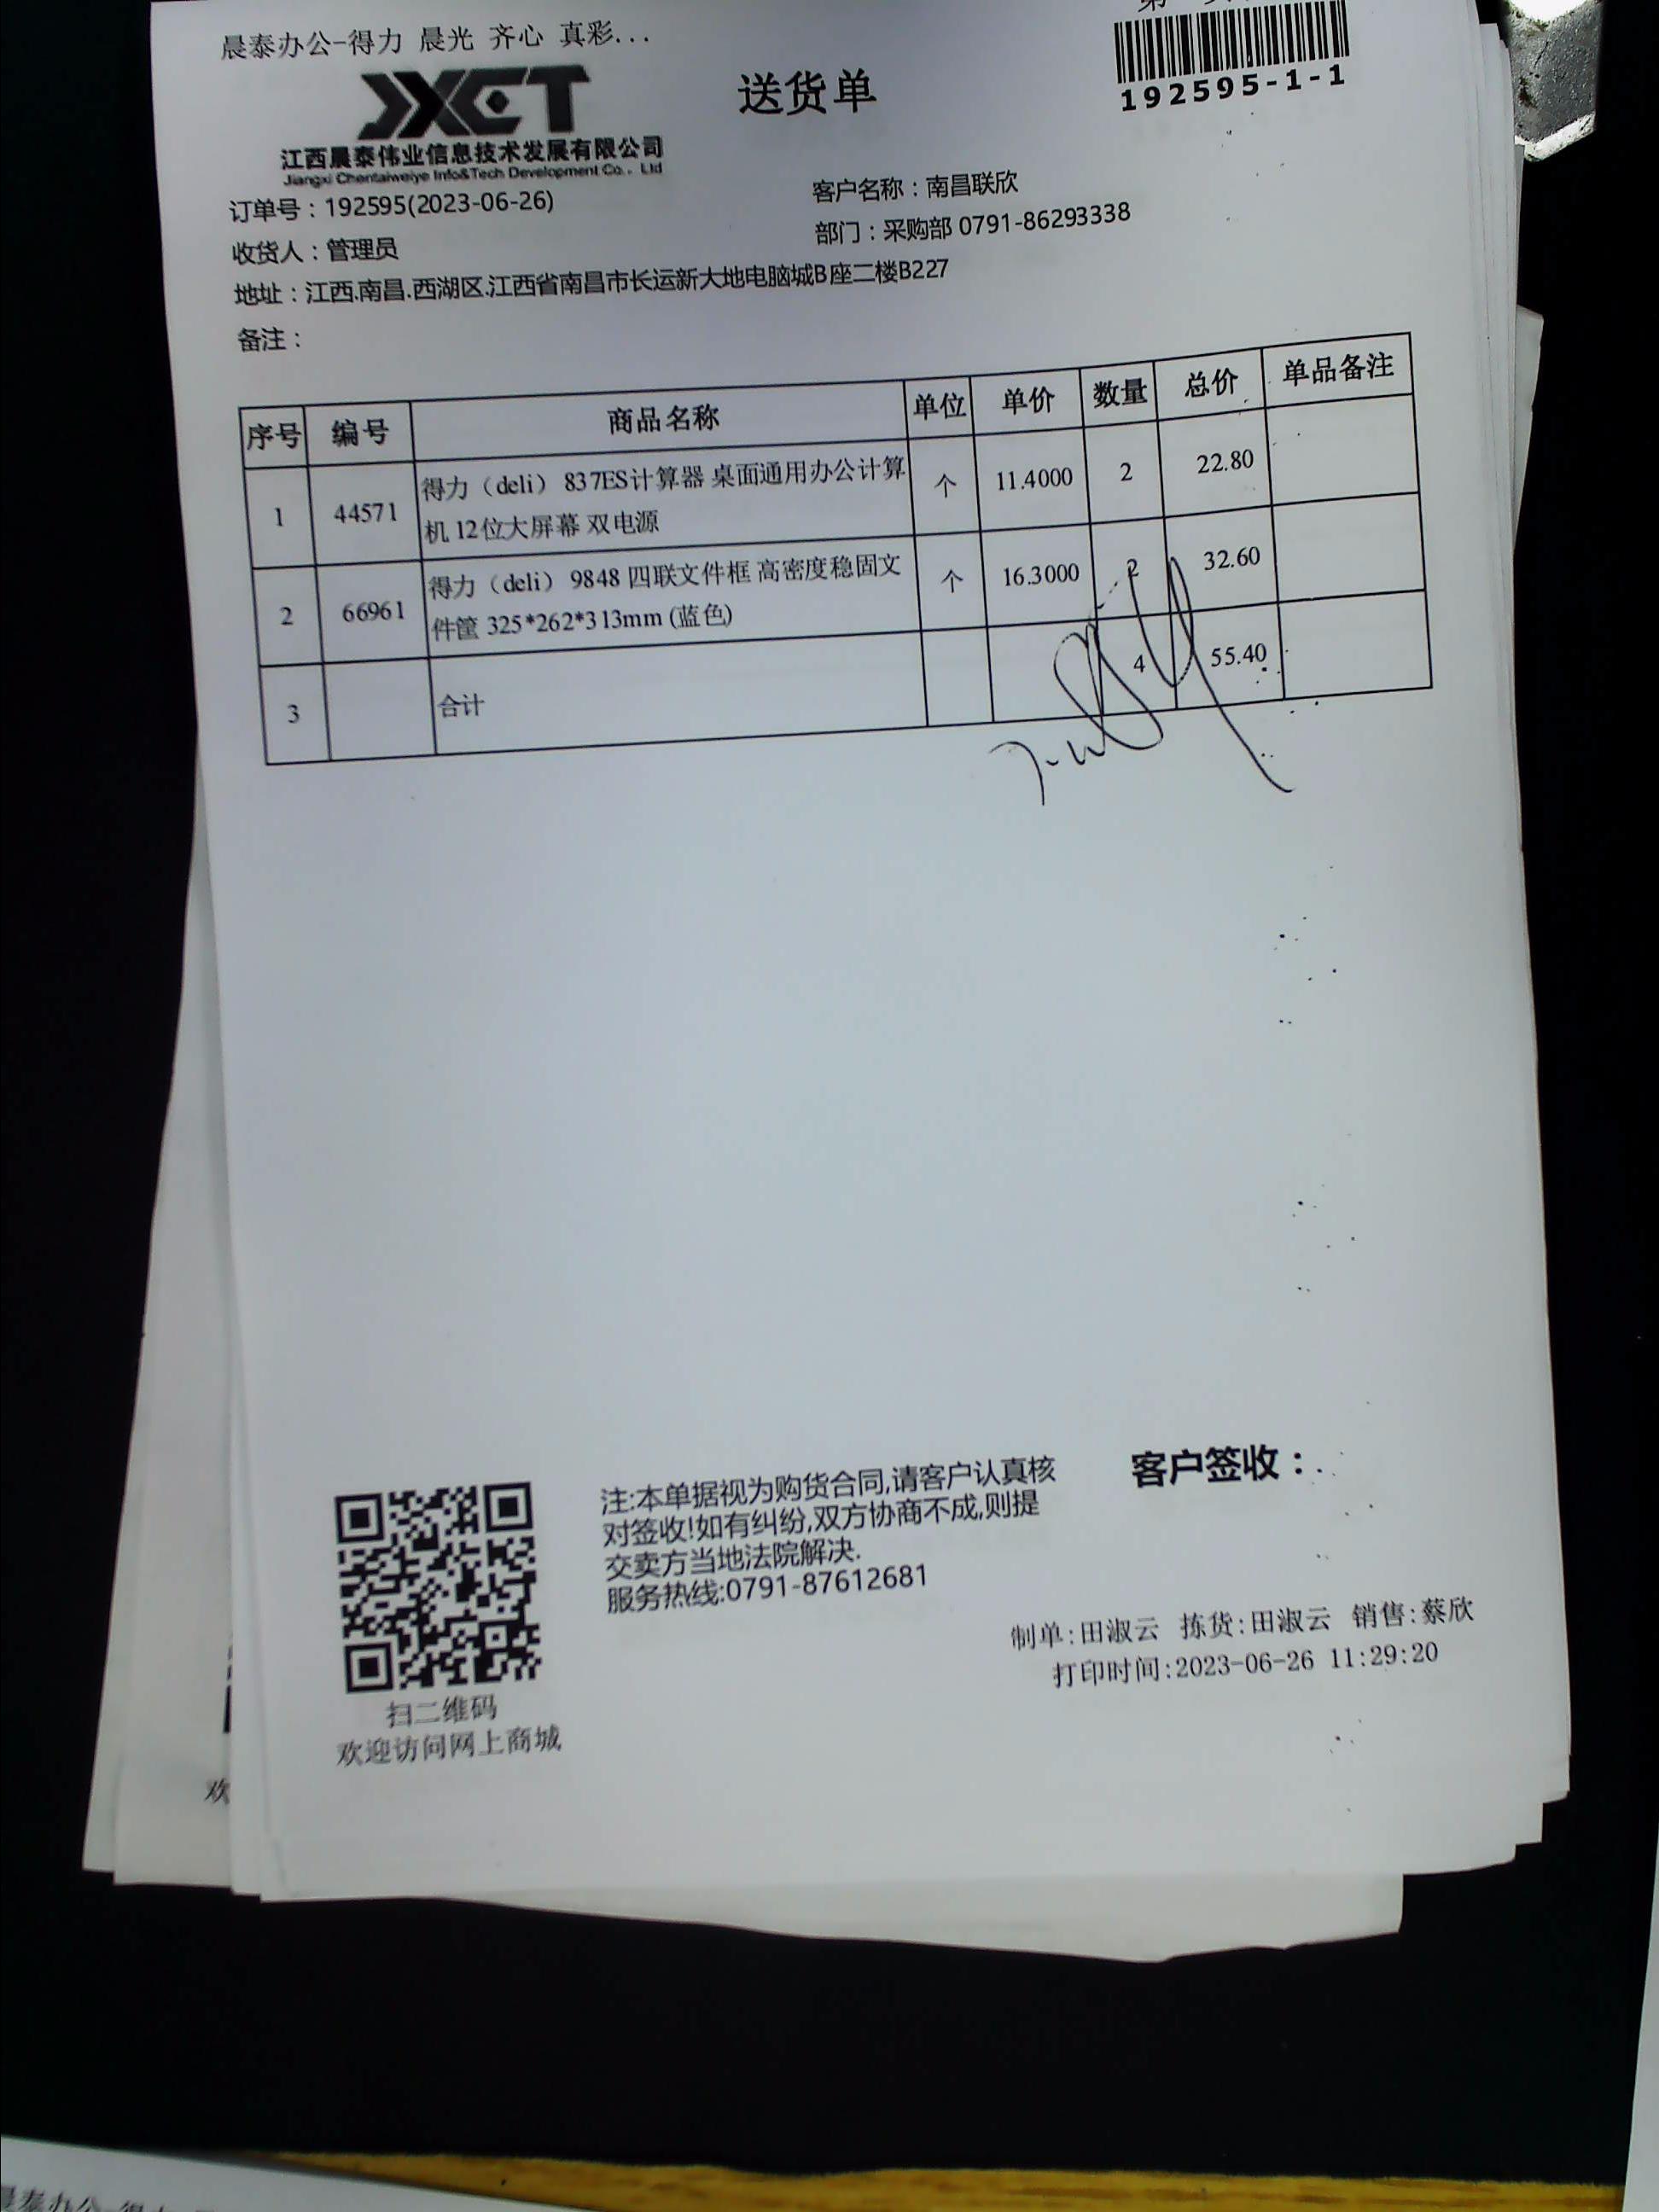 晨泰办公-得力 晨光 齐心 真彩...
JXCT
送货单
192595-1-1
江西晨泰伟业信息技术发展有限公司
Jiangxi Chentaiweiye Info&Tech Development Co., Ltd
订单号：192595(2023-06-26)
客户名称：南昌联欣
收货人：管理员
部门：采购部 0791-86293338
地址：江西.南昌.西湖区.江西省南昌市长运新大地电脑城B座二楼B227
备注：
序号 编号 商品名称 单位 单价 数量 总价 单品备注
1 44571 得力（deli） 837ES计算器 桌面通用办公计算 个 11.4000 2 22.80
机 12位大屏幕 双电源
2 66961 得力（deli） 9848 四联文件框 高密度稳固文 个 16.3000 2 32.60
件筐 325*262*313mm (蓝色)
3 合计 4 55.40
注:本单据视为购货合同,请客户认真核
对签收!如有纠纷,双方协商不成,则提
交卖方当地法院解决.
服务热线:0791-87612681
客户签收：
制单:田淑云 拣货:田淑云 销售:蔡欣
打印时间:2023-06-26 11:29:20
扫二维码
欢迎访问网上商城
欢